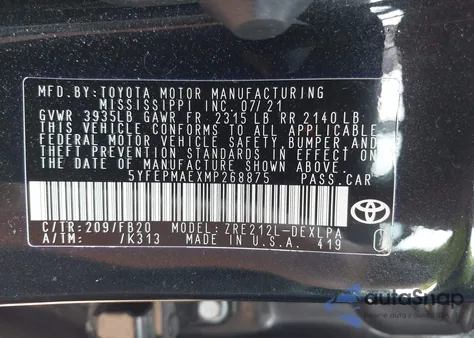 MFD.BY:TOYOTA MOTOR MANUFACTURING
MISSISSIPPI INC. 07/21
GVWR 3935LB GAWR FR 2315 LB RR 2140 LB
THIS VEHICLE CONFORMS TO ALL APPLICABLE
FEDERAL MOTOR VEHICLE SAFETY, BUMPER, AND
THEFT PREVENTION STANDARDS IN EFFECT ON
THE DATE OF MANUFACTURE SHOWN ABOVE.
5YFEPMAEXMP268875 PASS.CAR
C/TR:209/FB20 MODEL: ZRE212L-DEXLPA
A/TM: /K313 MADE IN U.S.A. 419
autoSnap